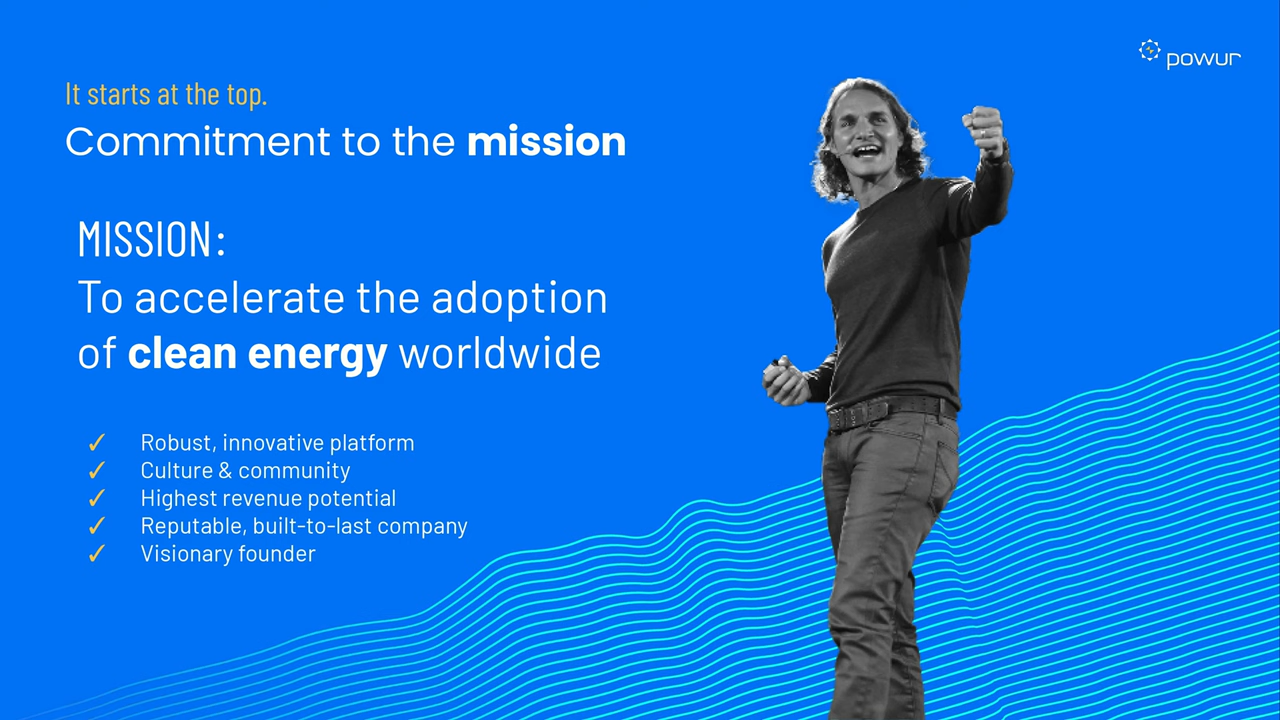 powur
It starts at the top.
Commitment to the mission
MISSION:
To accelerate the adoption
of clean energy worldwide
✓ Robust, innovative platform
✓ Culture & community
✓ Highest revenue potential
✓ Reputable, built-to-last company
✓ Visionary founder